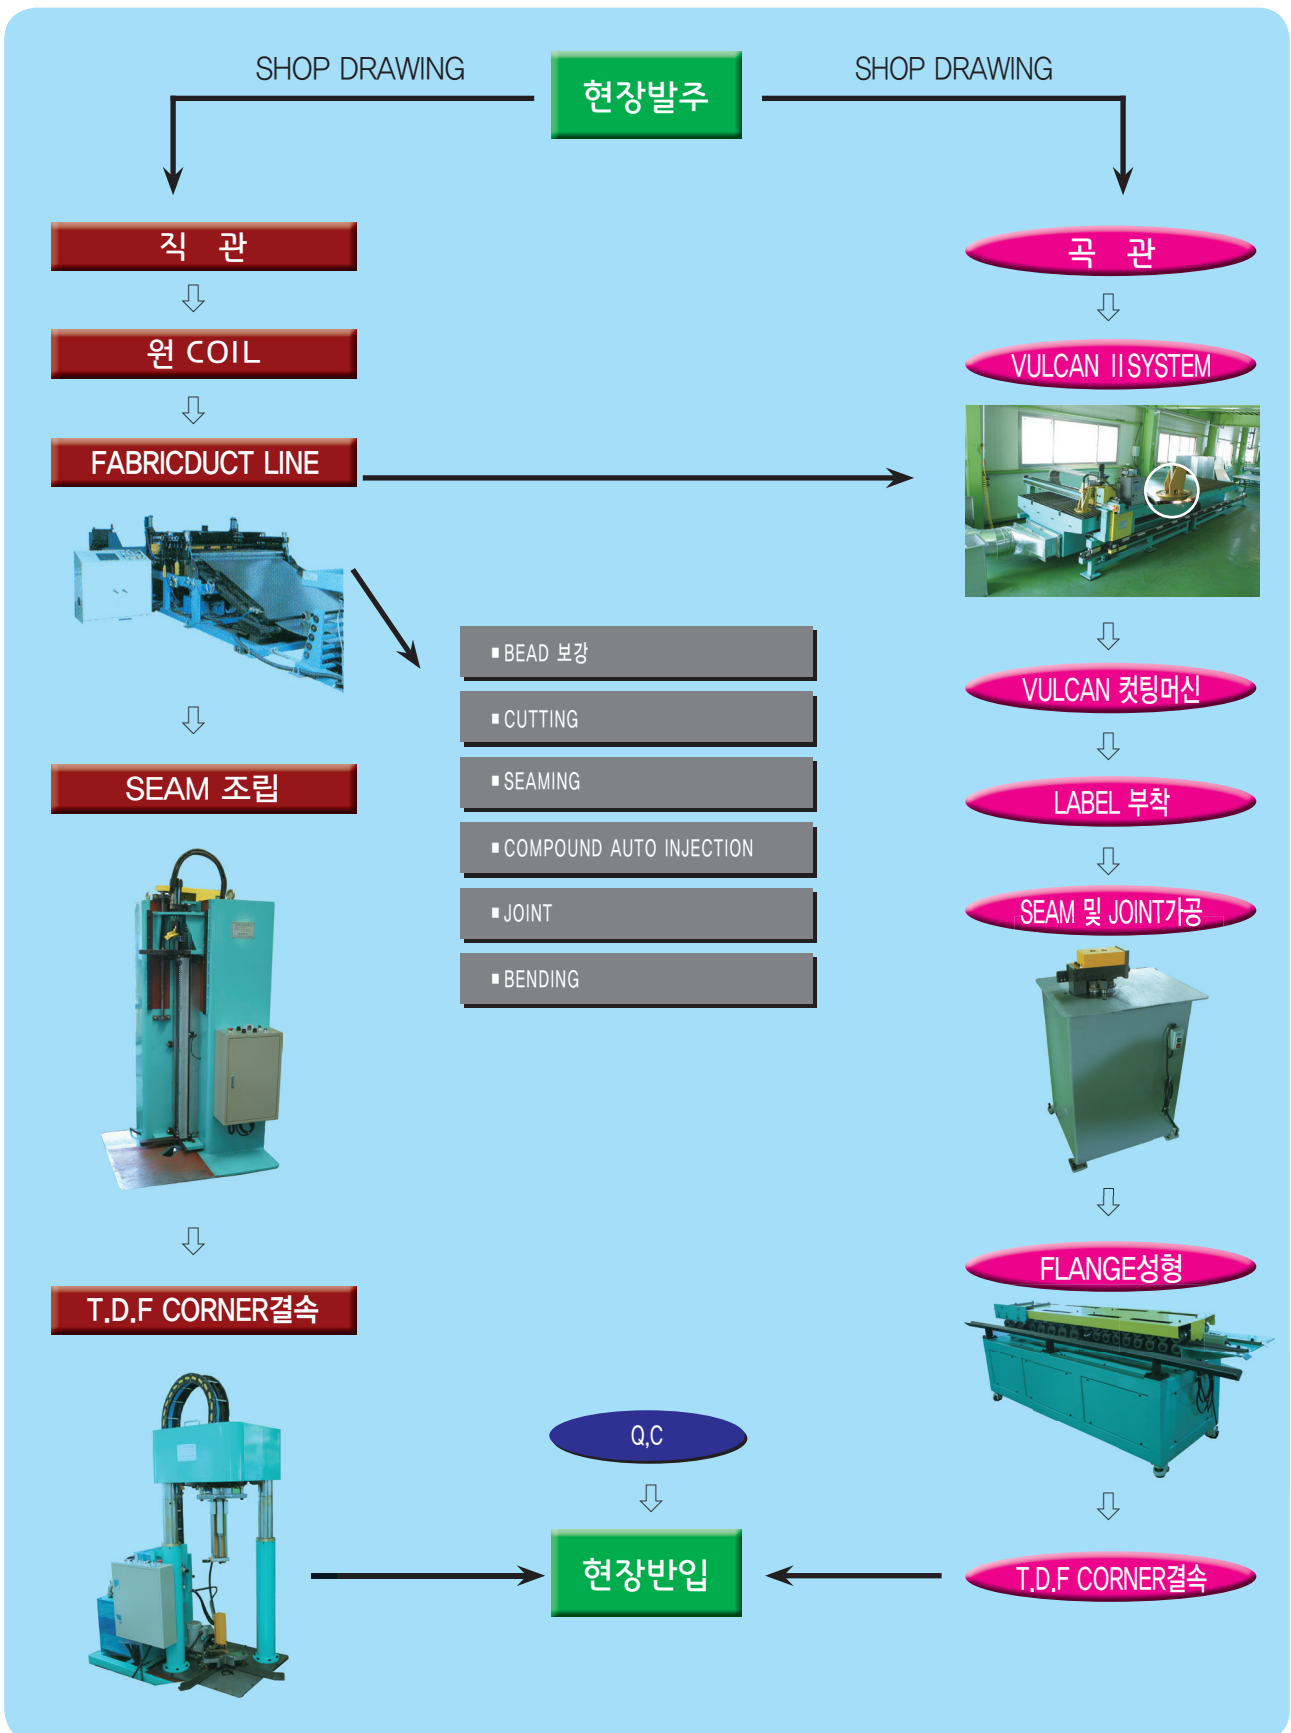 SHOP DRAWING
현장발주
SHOP DRAWING
직 관
원 COIL
FABRICDUCT LINE
SEAM 조립
T.D.F CORNER결속
■ BEAD 보강
■ CUTTING
■ SEAMING
■ COMPOUND AUTO INJECTION
■ JOINT
■ BENDING
곡 관
VULCAN II SYSTEM
VULCAN 컷팅머신
LABEL 부착
SEAM 및 JOINT가공
FLANGE성형
T.D.F CORNER결속
Q,C
현장반입